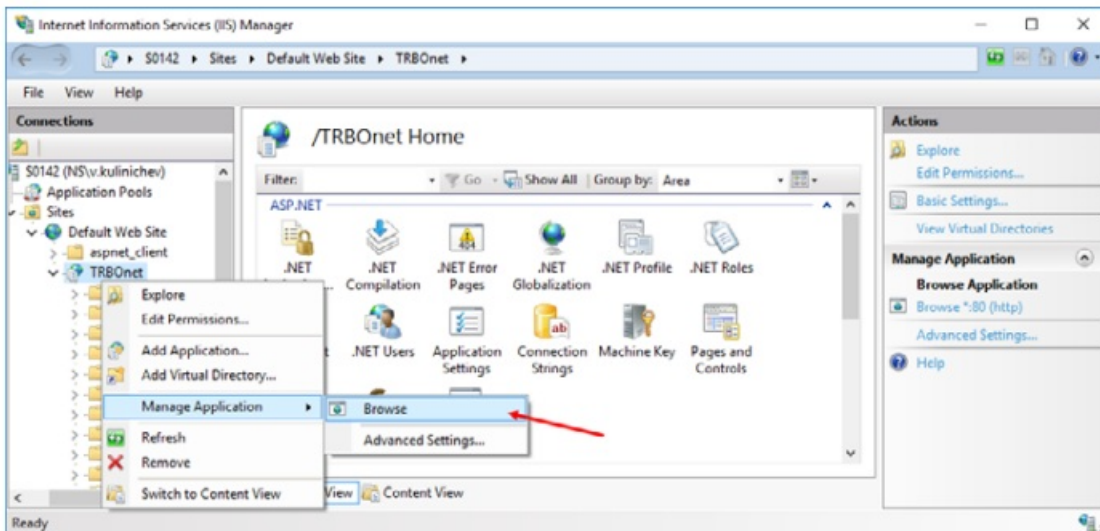 Internet Information Services (IIS) Manager
S0142 Sites Default Web Site TRBOnet
File View Help
Connections
S0142 (NS\v.kulinichev)
Application Pools
Sites
Default Web Site
aspnet_client
TRBOnet
Explore
Edit Permissions...
Add Application...
Add Virtual Directory...
Manage Application
Refresh
Remove
Switch to Content View
Browse
Advanced Settings...
/TRBOnet Home
Filter: Go Show All Group by: Area
ASP.NET
.NET
.NET Compilation
.NET Error Pages
.NET Globalization
.NET Profile
.NET Roles
.NET Users
Application Settings
Connection Strings
Machine Key
Pages and Controls
View Content View
Actions
Explore
Edit Permissions...
Basic Settings...
View Virtual Directories
Manage Application
Browse Application
Browse *:80 (http)
Advanced Settings...
Help
Ready